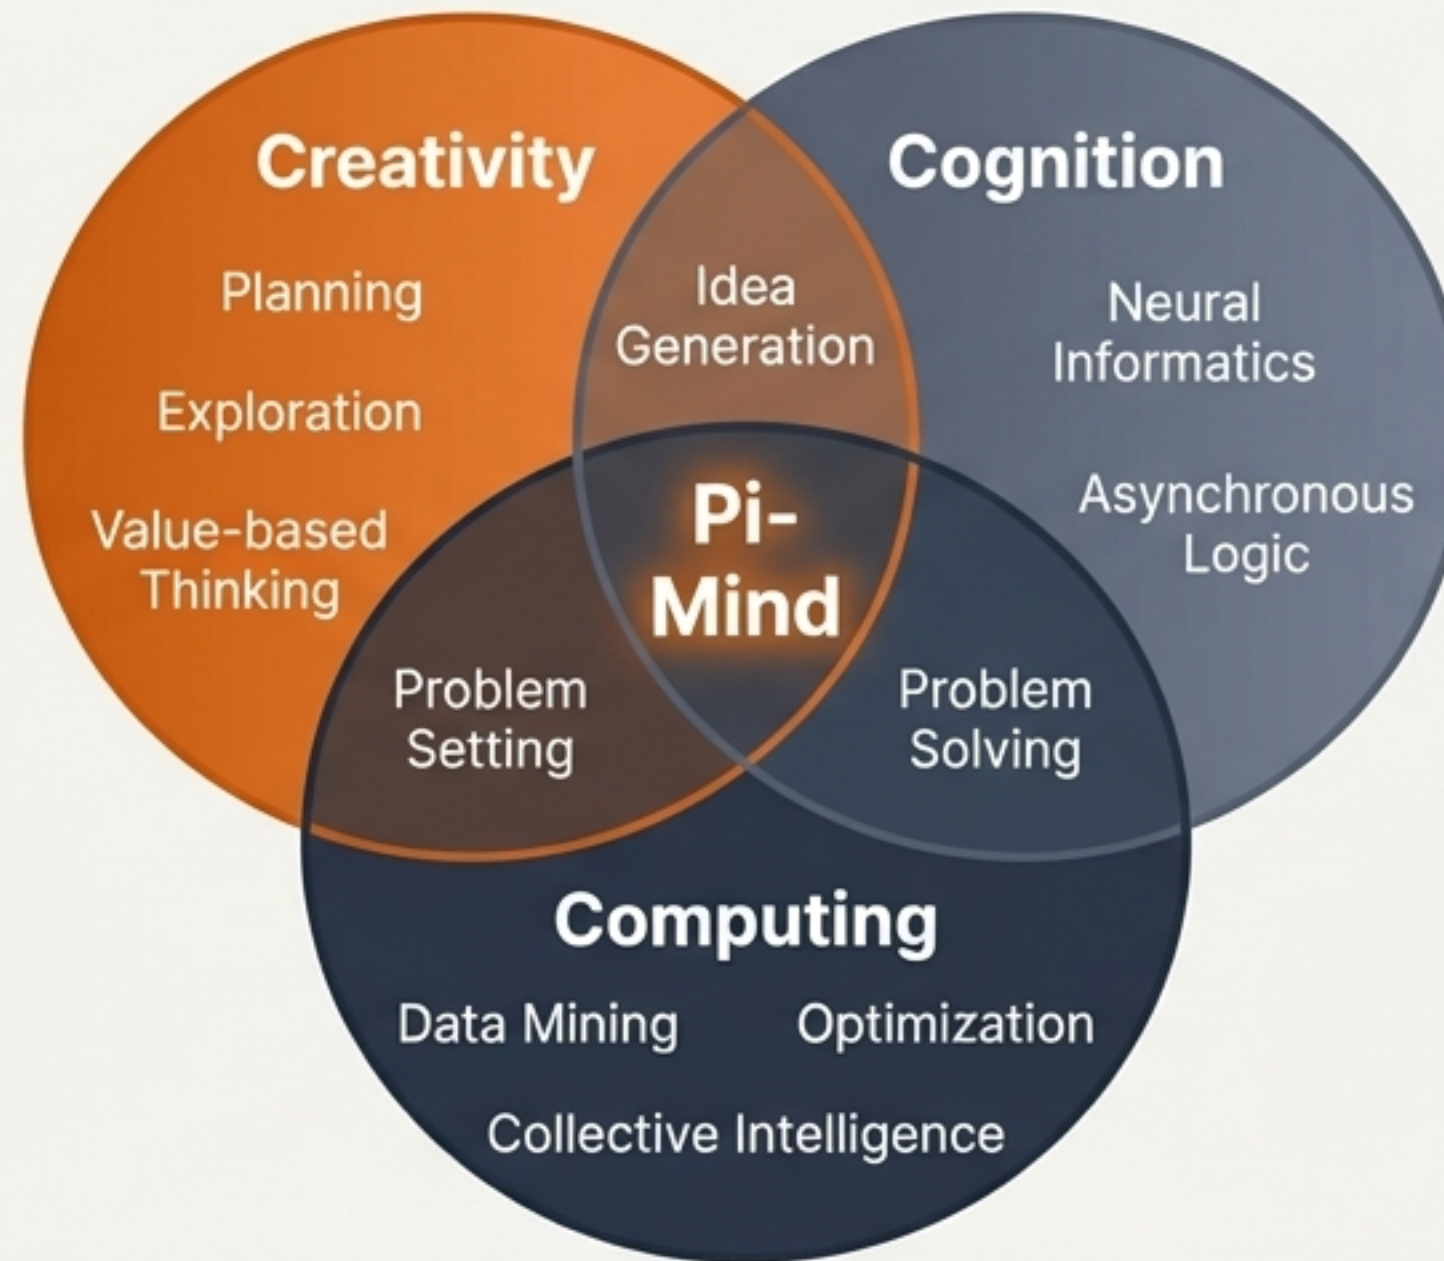 Creativity
Planning
Exploration
Value-based
Thinking
Idea
Generation
Cognition
Neural
Informatics
Asynchronous
Logic
Pi-
Mind
Problem
Setting
Problem
Solving
Computing
Data Mining
Optimization
Collective Intelligence